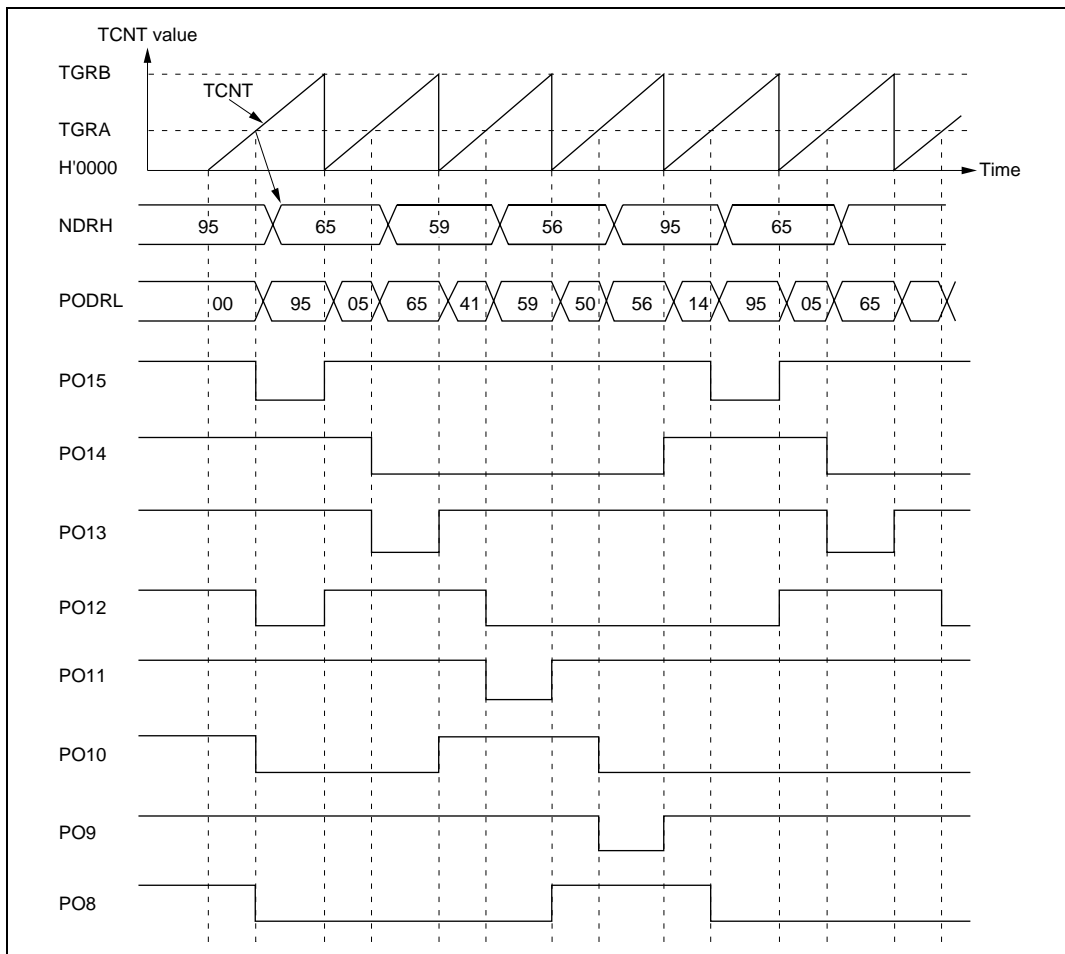 TCNT value
TGRB
TCNT
TGRA
H'0000
Time
NDRH
95 65 59 56 95 65
PODRL
00 95 05 65 41 59 50 56 14 95 05 65
PO15
PO14
PO13
PO12
PO11
PO10
PO9
PO8